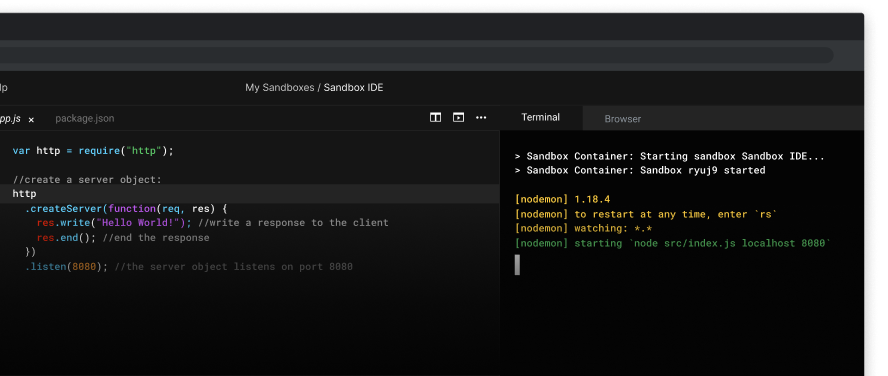 lp
My Sandboxes / Sandbox IDE
pp.js x
package.json
Terminal
Browser
var http = require("http");
//create a server object:
http
.createServer(function(req, res) {
res.write("Hello World!"); //write a response to the client
res.end(); //end the response
})
.listen(8080); //the server object listens on port 8080
> Sandbox Container: Starting sandbox Sandbox IDE...
> Sandbox Container: Sandbox ryuj9 started
[nodemon] 1.18.4
[nodemon] to restart at any time, enter `rs`
[nodemon] watching: *.*
[nodemon] starting `node src/index.js localhost 8080`